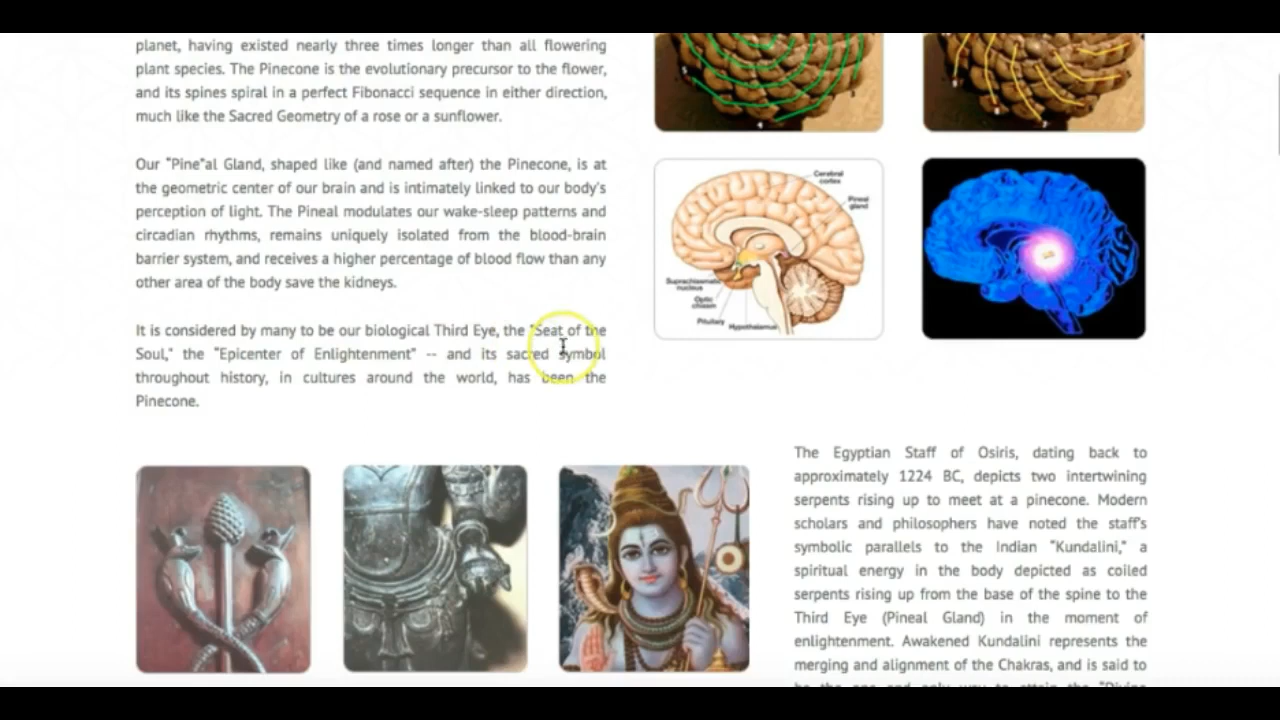 planet, having existed nearly three times longer than all flowering
plant species. The Pinecone is the evolutionary precursor to the flower,
and its spines spiral in a perfect Fibonacci sequence in either direction,
much like the Sacred Geometry of a rose or a sunflower.
Our "Pine"al Gland, shaped like (and named after) the Pinecone, is at
the geometric center of our brain and is intimately linked to our body's
perception of light. The Pineal modulates our wake-sleep patterns and
circadian rhythms, remains uniquely isolated from the blood-brain
barrier system, and receives a higher percentage of blood flow than any
other area of the body save the kidneys.
It is considered by many to be our biological Third Eye, the "Seat of the
Soul," the "Epicenter of Enlightenment" -- and its sacred symbol
throughout history, in cultures around the world, has been the
Pinecone.
Cerebral
cortex
Pineal
gland
Suprachiasmatic
nucleus
Optic
chiasm
Pituitary
Hypothalamus
The Egyptian Staff of Osiris, dating back to
approximately 1224 BC, depicts two intertwining
serpents rising up to meet at a pinecone. Modern
scholars and philosophers have noted the staff's
symbolic parallels to the Indian "Kundalini," a
spiritual energy in the body depicted as coiled
serpents rising up from the base of the spine to the
Third Eye (Pineal Gland) in the moment of
enlightenment. Awakened Kundalini represents the
merging and alignment of the Chakras, and is said to